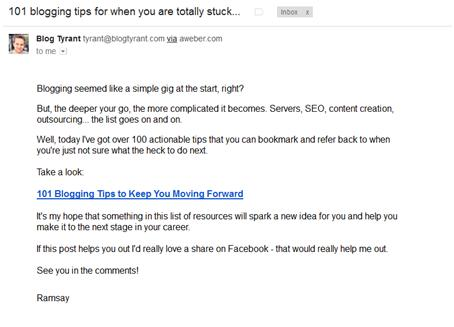 101 blogging tips for when you are totally stuck...
Inbox x
Blog Tyrant tyrant@blogtyrant.com via aweber.com
to me
Blogging seemed like a simple gig at the start, right?
But, the deeper your go, the more complicated it becomes. Servers, SEO, content creation,
outsourcing... the list goes on and on.
Well, today I've got over 100 actionable tips that you can bookmark and refer back to when
you're just not sure what the heck to do next.
Take a look:
101 Blogging Tips to Keep You Moving Forward
It's my hope that something in this list of resources will spark a new idea for you and help you
make it to the next stage in your career.
If this post helps you out I'd really love a share on Facebook - that would really help me out.
See you in the comments!
Ramsay